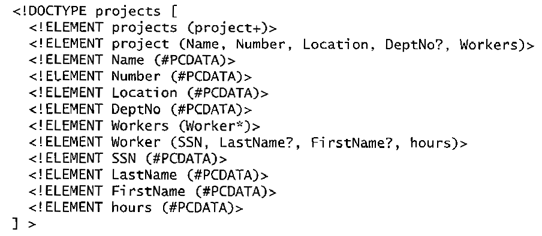 <!DOCTYPE projects [
<!ELEMENT projects (project+)>
<!ELEMENT project (Name, Number, Location, DeptNo?, Workers)>
<!ELEMENT Name (#PCDATA)>
<!ELEMENT Number (#PCDATA)>
<!ELEMENT Location (#PCDATA)>
<!ELEMENT DeptNo (#PCDATA)>
<!ELEMENT Workers (Worker*)>
<!ELEMENT Worker (SSN, LastName?, FirstName?, hours)>
<!ELEMENT SSN (#PCDATA)>
<!ELEMENT LastName (#PCDATA)>
<!ELEMENT FirstName (#PCDATA)>
<!ELEMENT hours (#PCDATA)>
] >